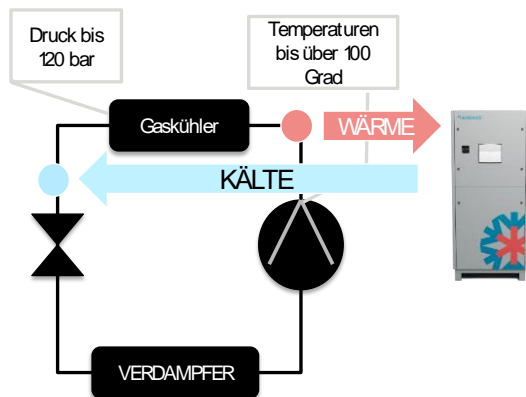 Druck bis
120 bar
Temperaturen
bis über 100
Grad
Gaskühler
WÄRME
KÄLTE
VERDAMPFER